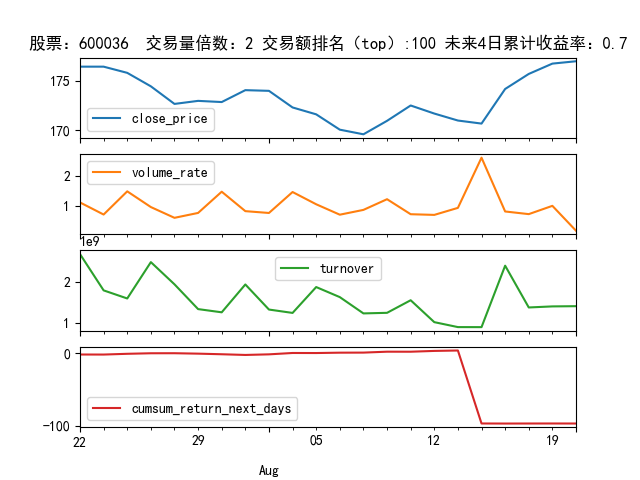 股票：600036  交易量倍数：2 交易额排名（top）:100 未来4日累计收益率：0.7
175
170
close_price
2
1
volume_rate
1e9
2
1
turnover
0
-100
cumsum_return_next_days
22 29 05 12 19
Aug